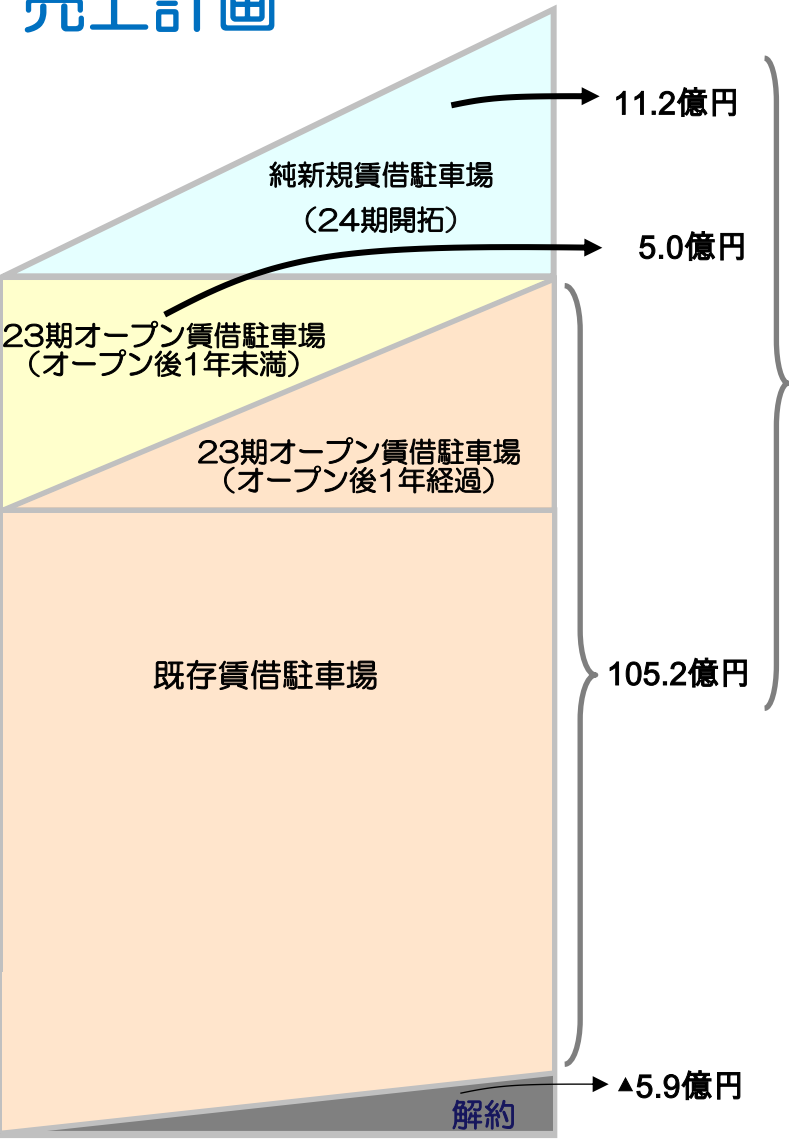 売上計画
11.2億円
純新規賃借駐車場
（24期開拓）
5.0億円
23期オープン賃借駐車場
（オープン後1年未満）
23期オープン賃借駐車場
（オープン後1年経過）
既存賃借駐車場
105.2億円
▲5.9億円
解約